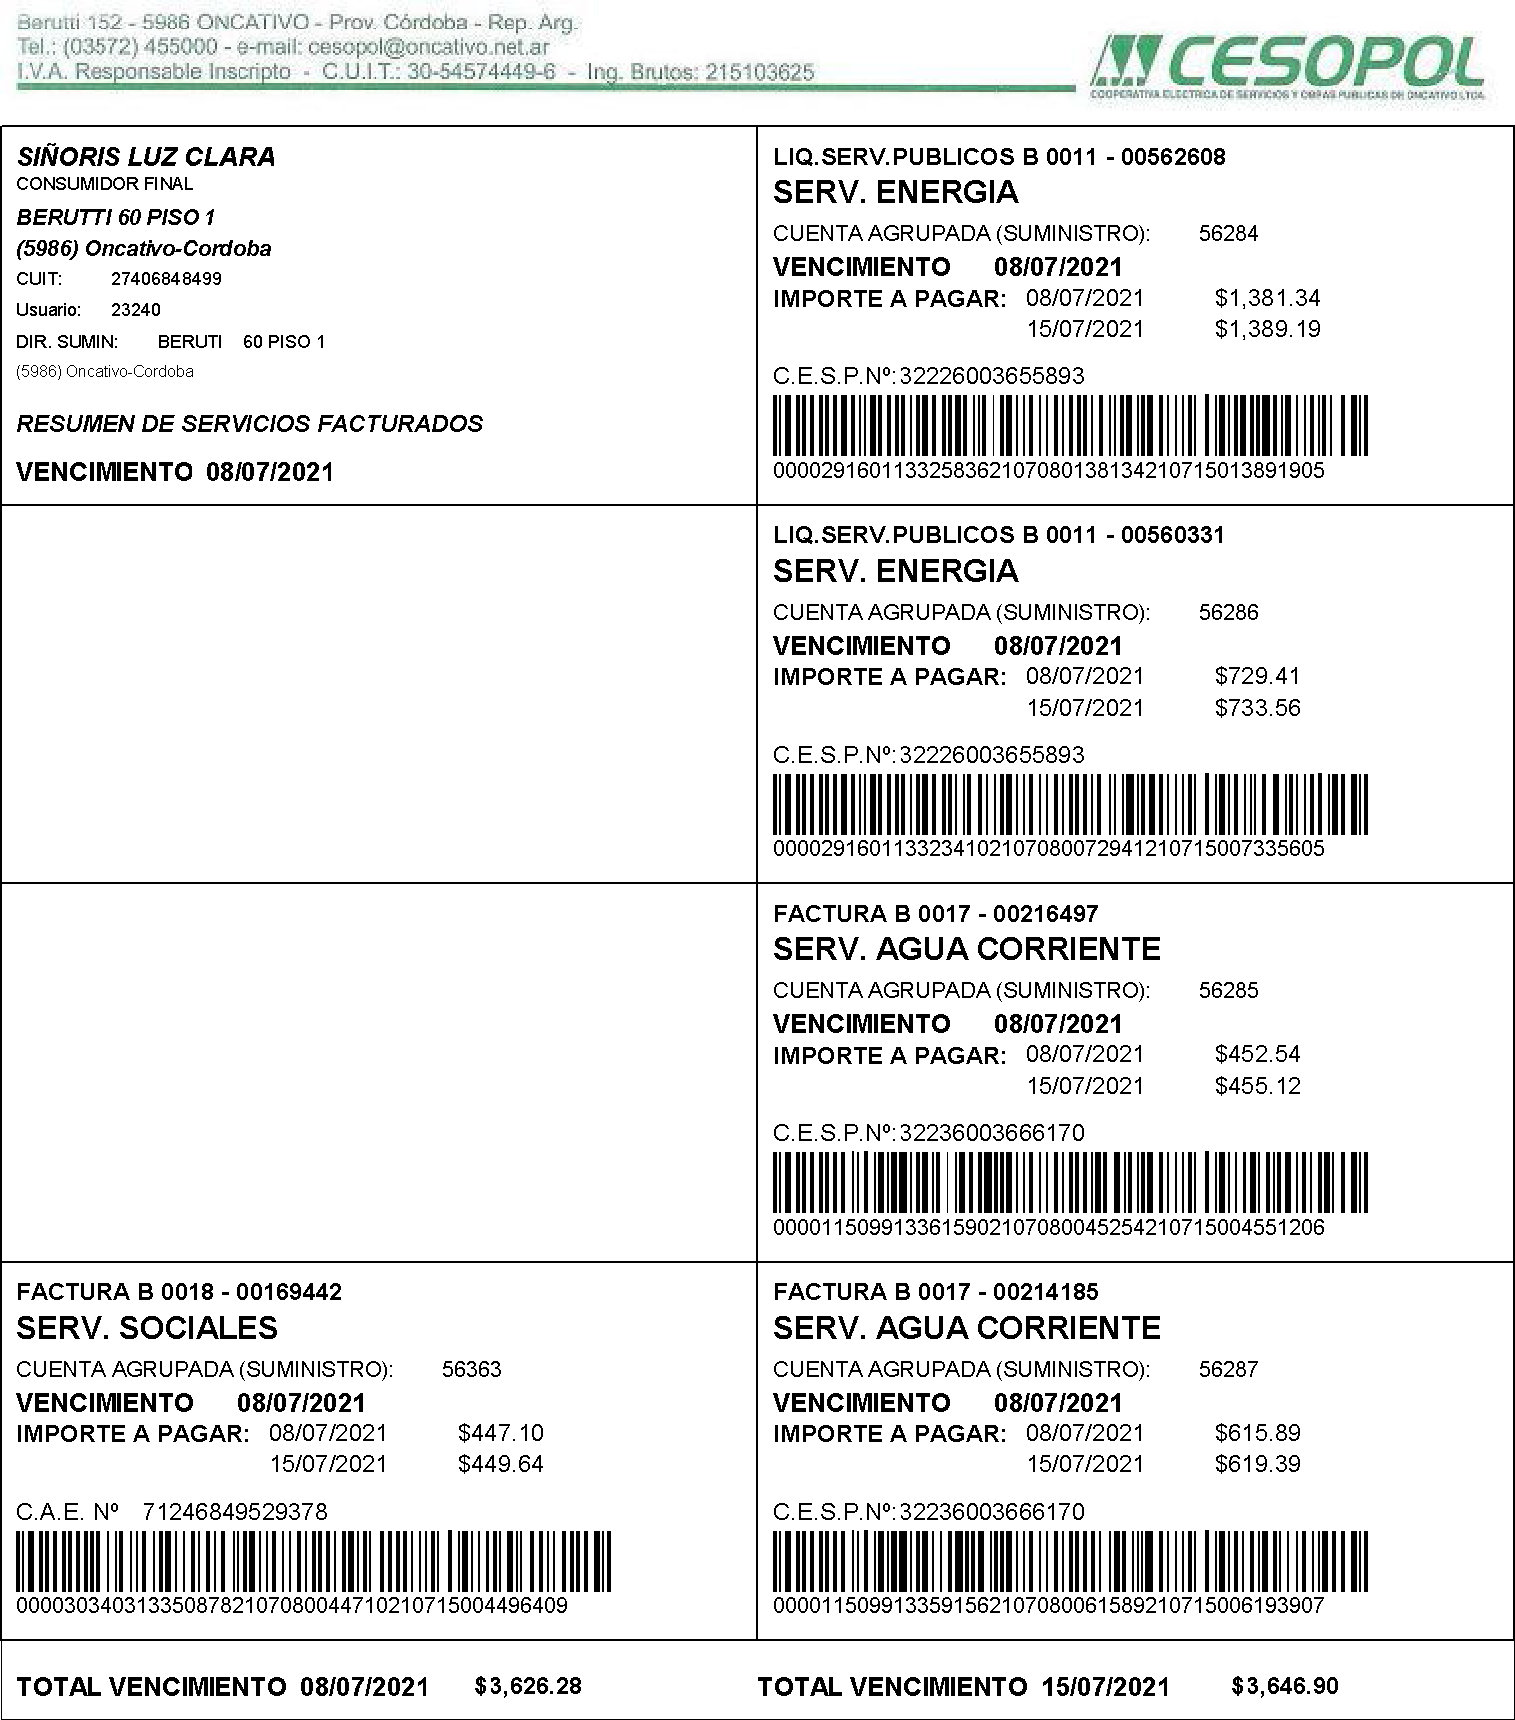 Berutti 152 - 5986 ONCATIVO - Prov. Córdoba - Rep. Arg.
Tel.: (03572) 455000 - e-mail: cesopol@oncativo.net.ar
I.V.A. Responsable Inscripto - C.U.I.T.: 30-54574449-6 - Ing. Brutos: 215103625
CESOPOL
COOPERATIVA ELECTRICA DE SERVICIOS Y OBRAS PUBLICAS DE ONCATIVO LTDA.
SIÑORIS LUZ CLARA
CONSUMIDOR FINAL
BERUTTI 60 PISO 1
(5986) Oncativo-Cordoba
CUIT: 27406848499
Usuario: 23240
DIR. SUMIN: BERUTI 60 PISO 1
(5986) Oncativo-Cordoba
RESUMEN DE SERVICIOS FACTURADOS
VENCIMIENTO 08/07/2021
LIQ.SERV.PUBLICOS B 0011 - 00562608
SERV. ENERGIA
CUENTA AGRUPADA (SUMINISTRO): 56284
VENCIMIENTO 08/07/2021
IMPORTE A PAGAR: 08/07/2021 $1,381.34
15/07/2021 $1,389.19
C.E.S.P.Nº: 32226003655893
00002916011332583621070801381342107150138919​05
LIQ.SERV.PUBLICOS B 0011 - 00560331
SERV. ENERGIA
CUENTA AGRUPADA (SUMINISTRO): 56286
VENCIMIENTO 08/07/2021
IMPORTE A PAGAR: 08/07/2021 $729.41
15/07/2021 $733.56
C.E.S.P.Nº: 32226003655893
00002916011332341021070800729412107150073356​05
FACTURA B 0017 - 00216497
SERV. AGUA CORRIENTE
CUENTA AGRUPADA (SUMINISTRO): 56285
VENCIMIENTO 08/07/2021
IMPORTE A PAGAR: 08/07/2021 $452.54
15/07/2021 $455.12
C.E.S.P.Nº: 32236003666170
00001150991336159021070800452542107150045512​06
FACTURA B 0018 - 00169442
SERV. SOCIALES
CUENTA AGRUPADA (SUMINISTRO): 56363
VENCIMIENTO 08/07/2021
IMPORTE A PAGAR: 08/07/2021 $447.10
15/07/2021 $449.64
C.A.E. Nº 71246849529378
00003034031335087821070800447102107150044964​09
FACTURA B 0017 - 00214185
SERV. AGUA CORRIENTE
CUENTA AGRUPADA (SUMINISTRO): 56287
VENCIMIENTO 08/07/2021
IMPORTE A PAGAR: 08/07/2021 $615.89
15/07/2021 $619.39
C.E.S.P.Nº: 32236003666170
00001150991335915621070800615892107150061939​07
TOTAL VENCIMIENTO 08/07/2021 $3,626.28 TOTAL VENCIMIENTO 15/07/2021 $3,646.90